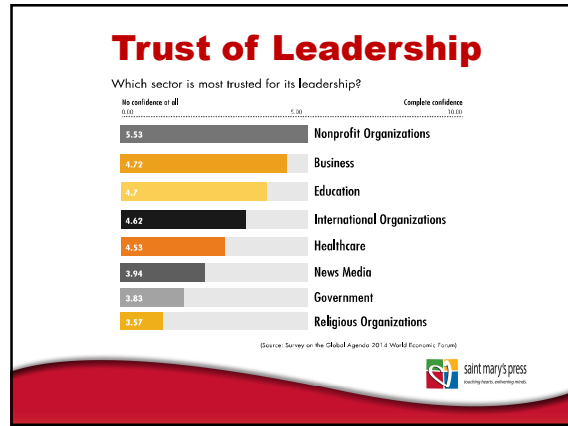 Trust of Leadership
Which sector is most trusted for its leadership?
No confidence at all Complete confidence
0.00 5.00 10.00
5.53 Nonprofit Organizations
4.72 Business
4.7 Education
4.62 International Organizations
4.53 Healthcare
3.94 News Media
3.83 Government
3.57 Religious Organizations
(Source: Survey on the Global Agenda 2014 World Economic Forum)
saint mary's press
touching hearts, enlivening minds.